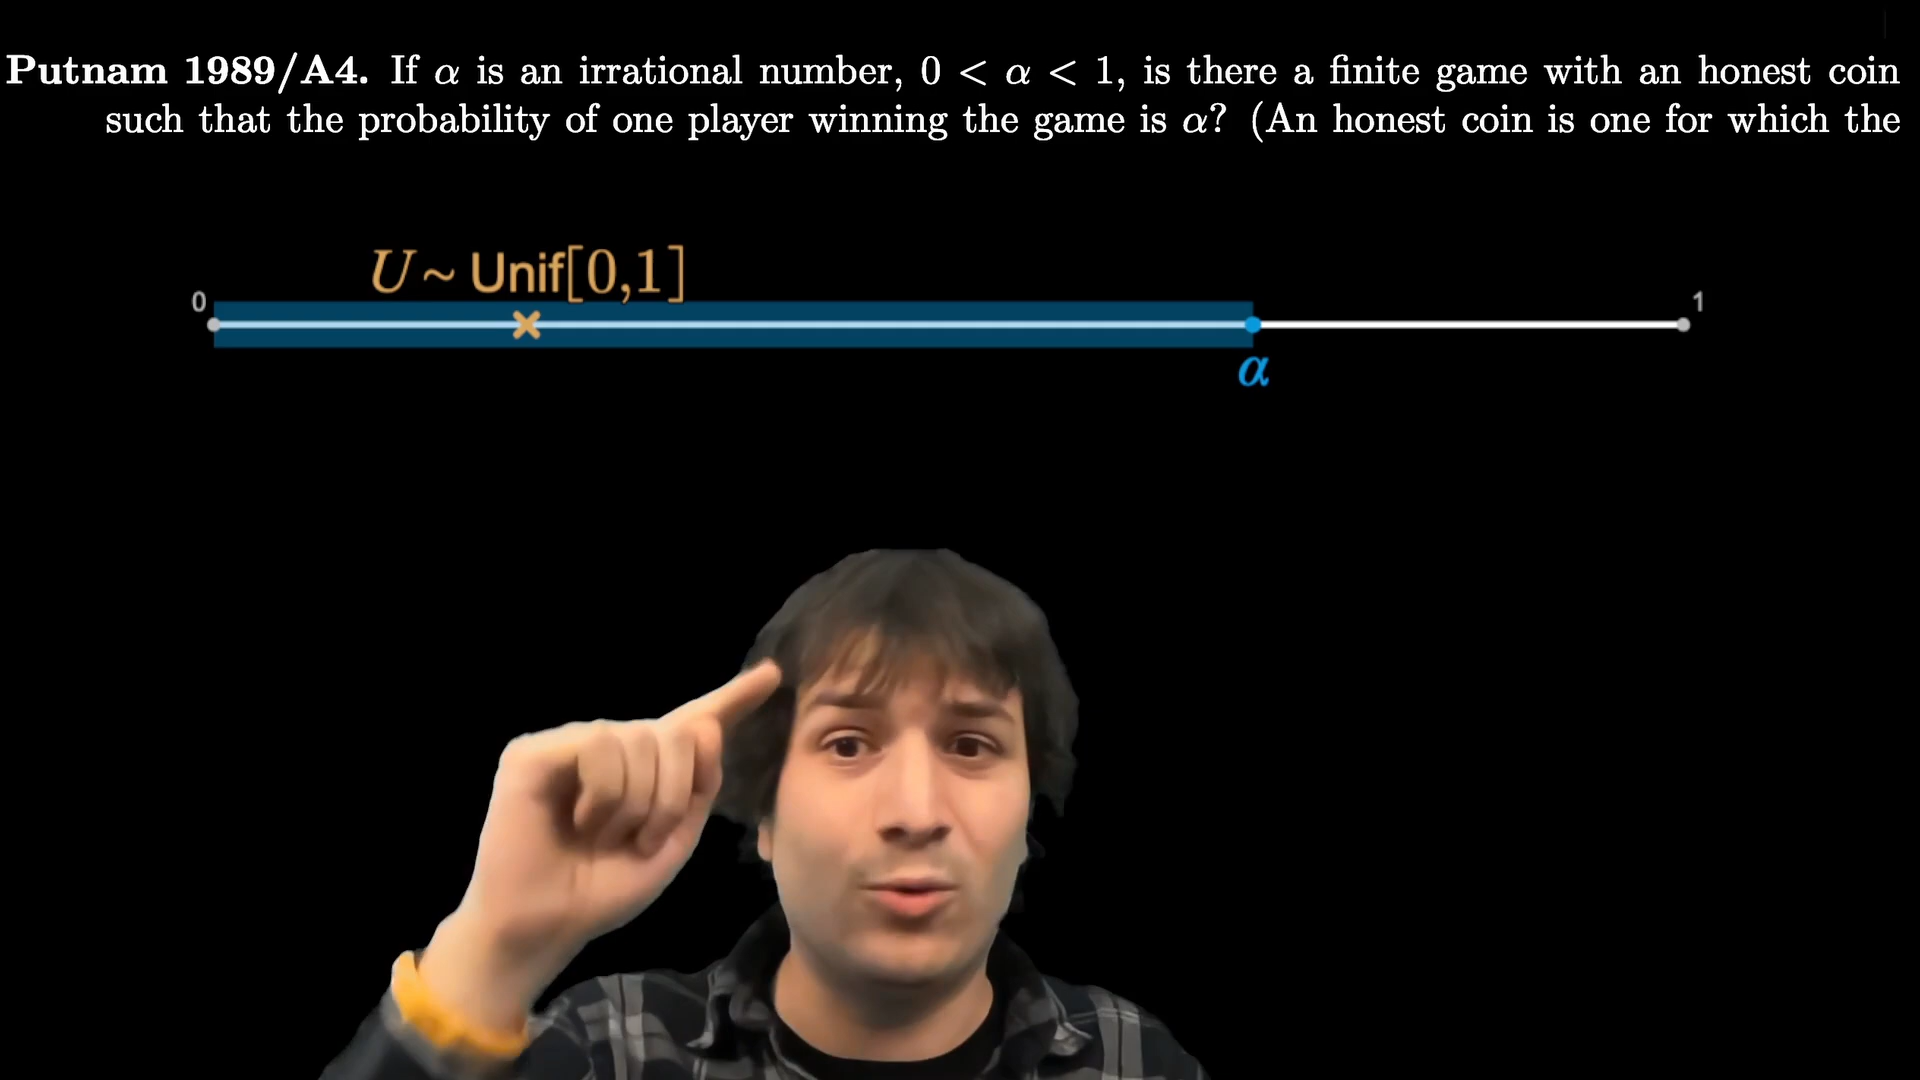 Putnam 1989/A4. If α is an irrational number, 0 < α < 1, is there a finite game with an honest coin
such that the probability of one player winning the game is α? (An honest coin is one for which the
U ~ Unif[0,1]
0
1
α